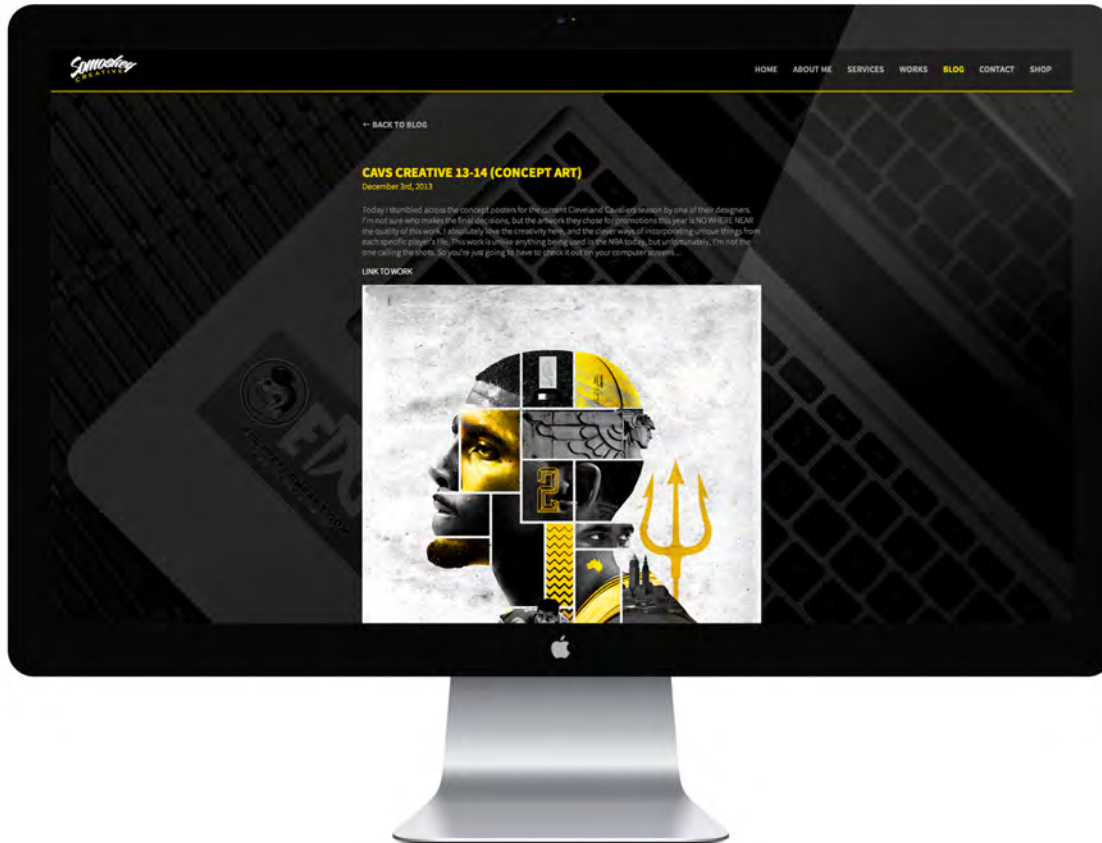 Somoskey
CREATIVE
HOME ABOUT ME SERVICES WORKS BLOG CONTACT SHOP
← BACK TO BLOG
CAVS CREATIVE 13-14 (CONCEPT ART)
December 3rd, 2013
Today I stumbled across the concept posters for the current Cleveland Cavaliers season by one of their designers.
I'm not sure who makes the final decisions, but the artwork they chose for promotions this year is NO WHERE NEAR
the quality of this work. I absolutely love the creativity here, and the clever ways of incorporating unique things from
each specific player's life. This work is unlike anything being used in the NBA today, but unfortunately, I'm not the
one calling the shots. So you're just going to have to check it out on your computer screens...
LINK TO WORK
2